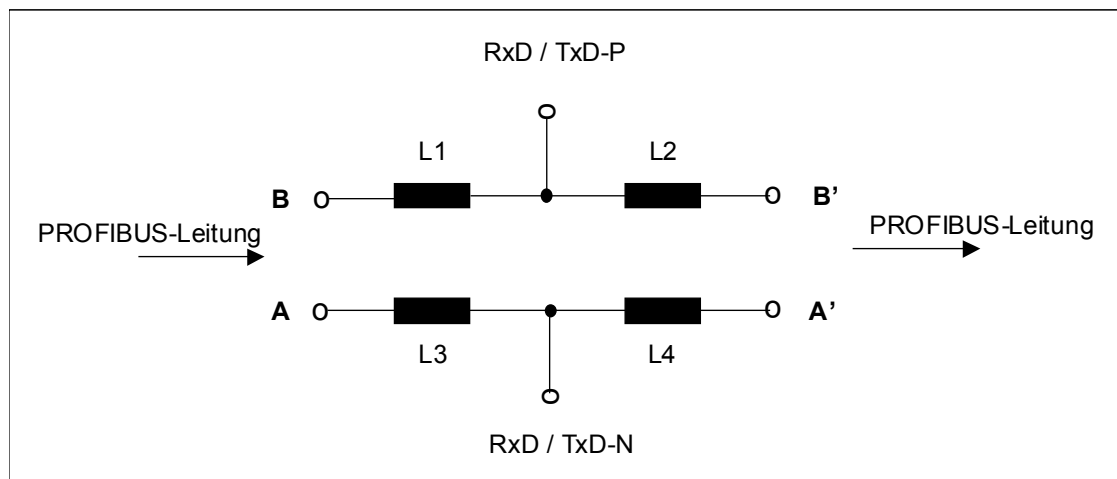 RxD / TxD-P
L1
L2
B
B’
PROFIBUS-Leitung
PROFIBUS-Leitung
A
A’
L3
L4
RxD / TxD-N